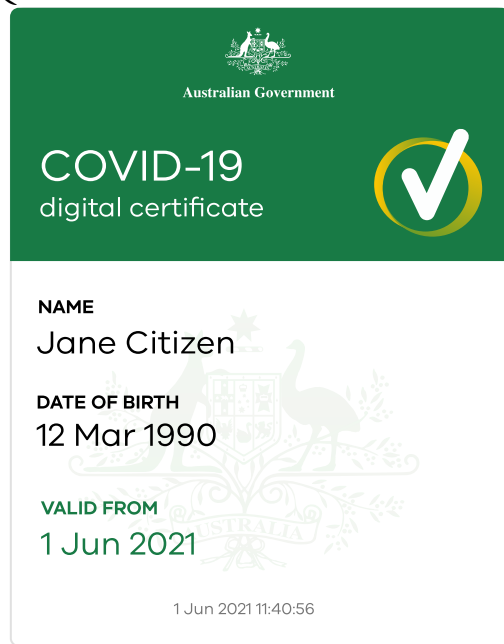 Australian Government
COVID-19
digital certificate
NAME
Jane Citizen
DATE OF BIRTH
12 Mar 1990
VALID FROM
1 Jun 2021
AUSTRALIA
1 Jun 2021 11:40:56